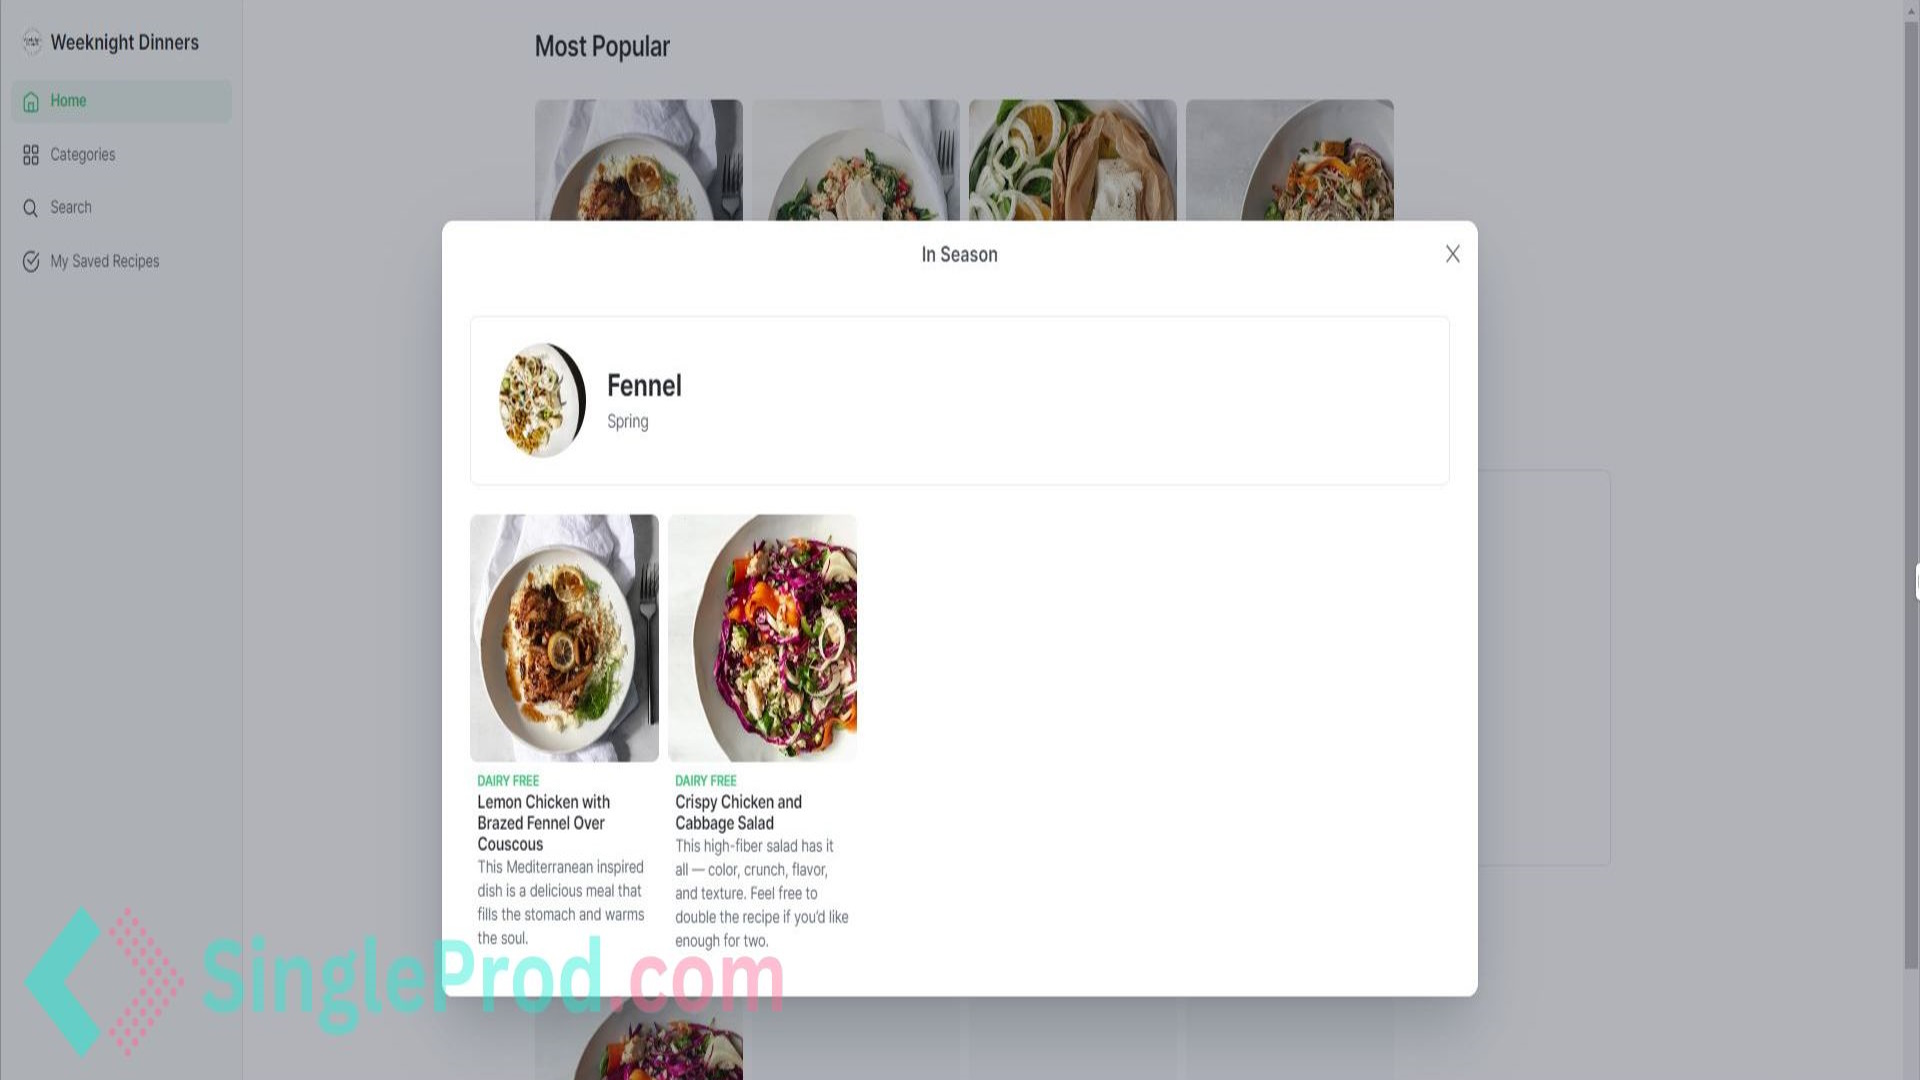 Weeknight Dinners
Home
Categories
Search
My Saved Recipes
Most Popular
In Season
Fennel
Spring
DAIRY FREE
Lemon Chicken with
Brazed Fennel Over
Couscous
This Mediterranean inspired
dish is a delicious meal that
fills the stomach and warms
the soul.
DAIRY FREE
Crispy Chicken and
Cabbage Salad
This high-fiber salad has it
all — color, crunch, flavor,
and texture. Feel free to
double the recipe if you'd like
enough for two.
SingleProd.com